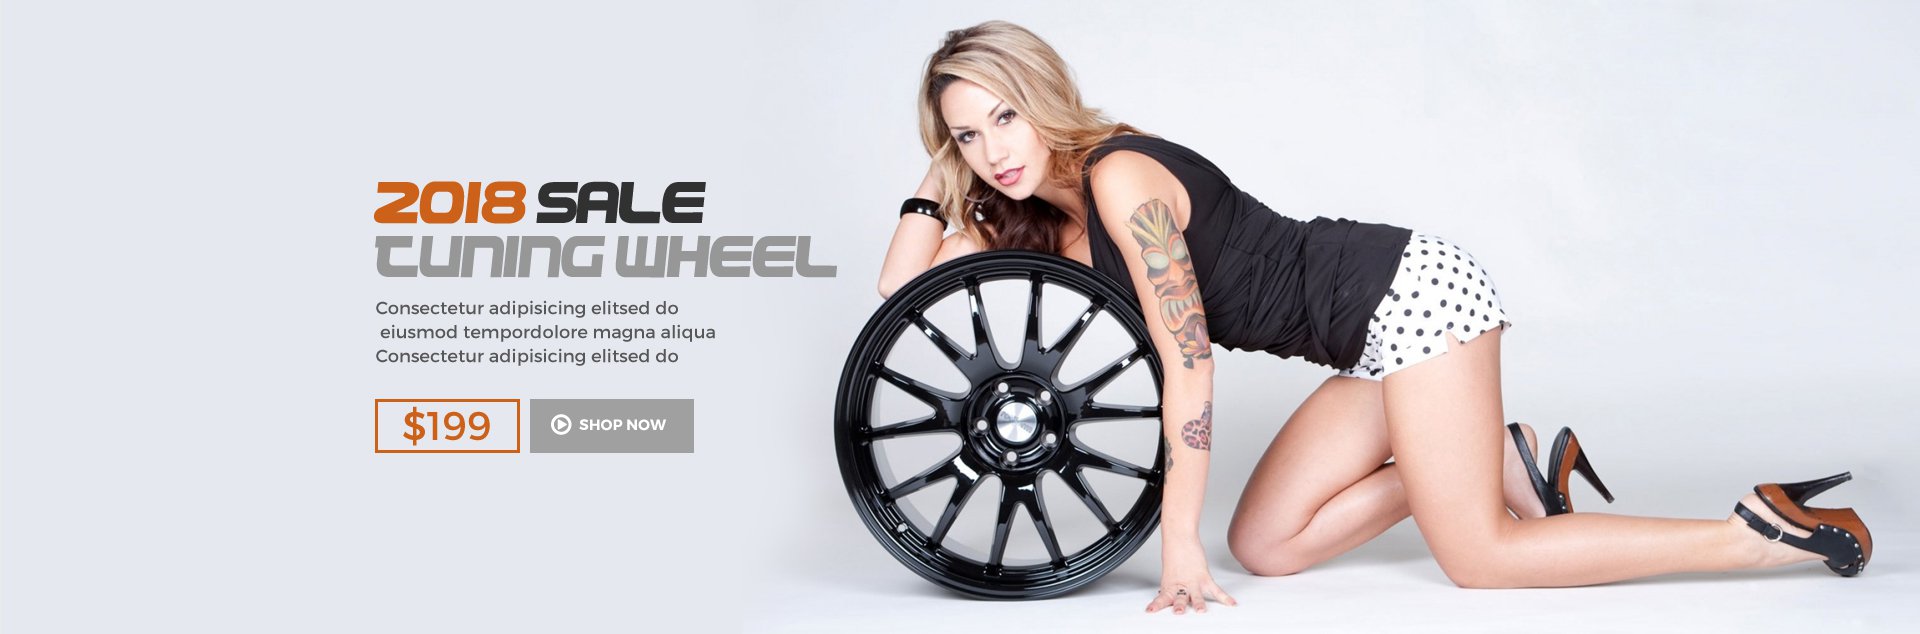 2018 SALE
TUNING WHEEL
Consectetur adipisicing elitsed do
eiusmod tempordolore magna aliqua
Consectetur adipisicing elitsed do
$199
SHOP NOW